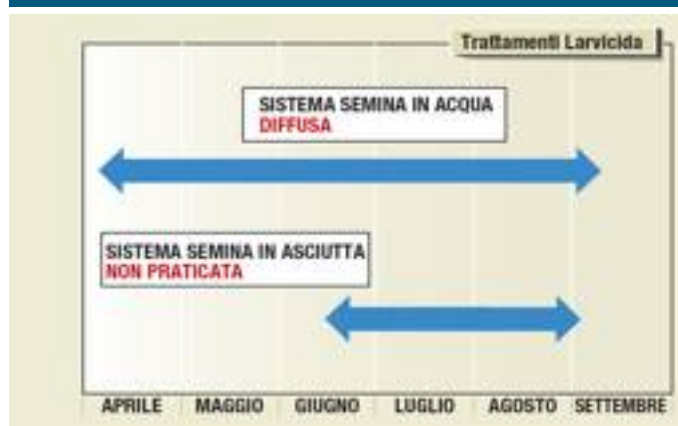 Trattamenti Larvicida
SISTEMA SEMINA IN ACQUA
DIFFUSA
SISTEMA SEMINA IN ASCIUTTA
NON PRATICATA
APRILE MAGGIO GIUGNO LUGLIO AGOSTO SETTEMBRE